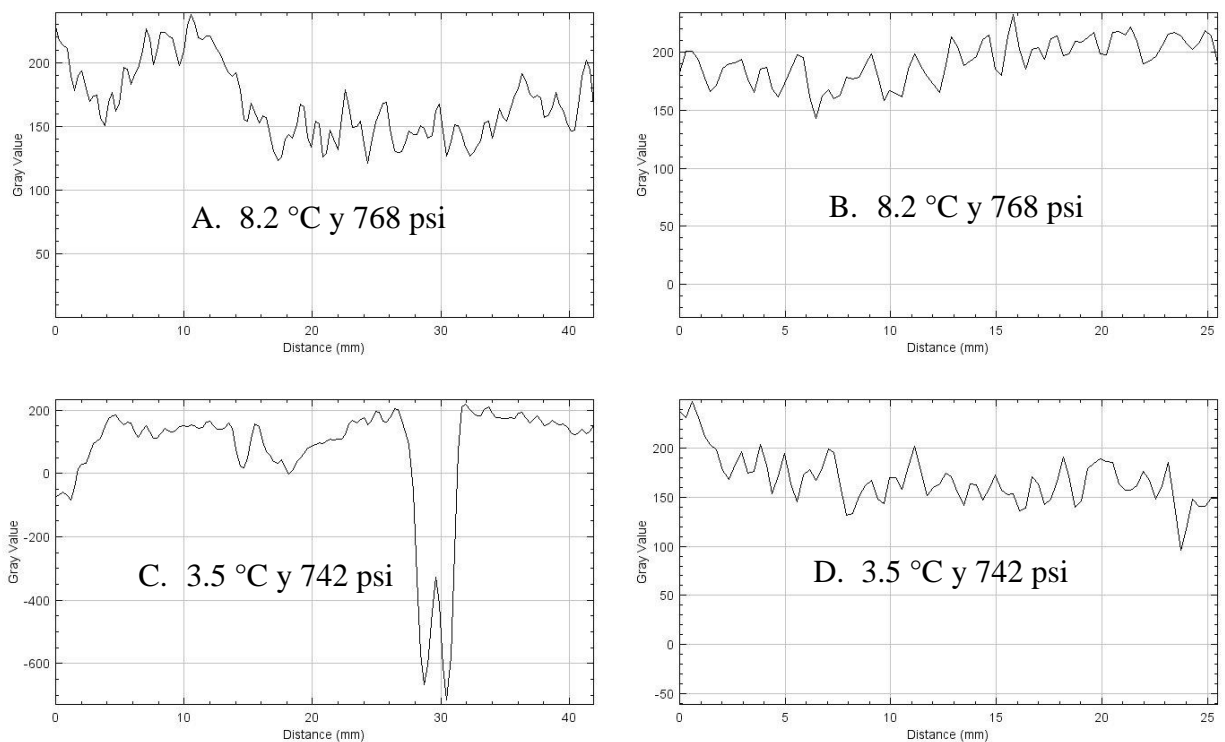 200
150
100
50
Gray Value
A. 8.2 °C y 768 psi
0 10 20 30 40
Distance (mm)
200
150
100
50
0
Gray Value
B. 8.2 °C y 768 psi
0 5 10 15 20 25
Distance (mm)
200
0
-200
-400
-600
Gray Value
C. 3.5 °C y 742 psi
0 10 20 30 40
Distance (mm)
200
150
100
50
0
-50
Gray Value
D. 3.5 °C y 742 psi
0 5 10 15 20 25
Distance (mm)